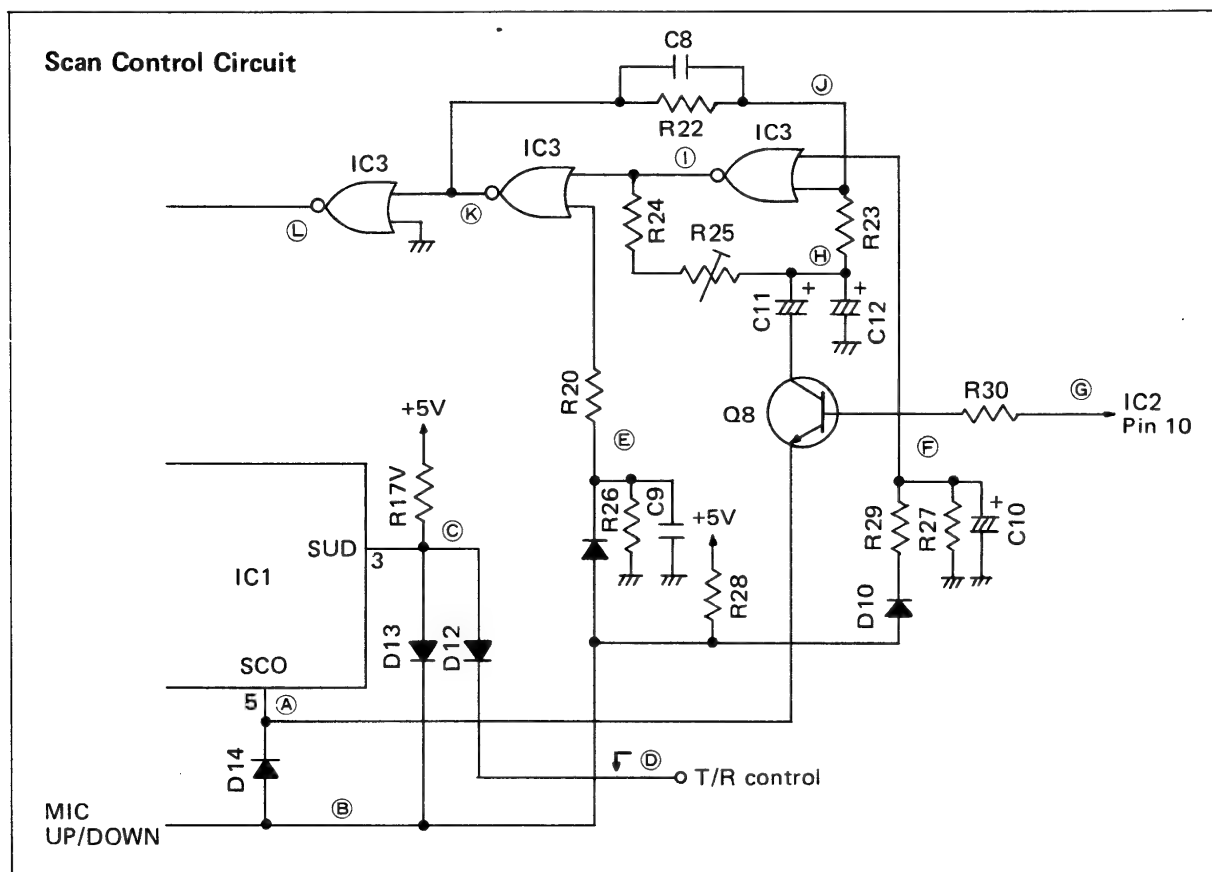 Scan Control Circuit
C8
Ⓙ
R22
IC3
IC3
Ⓘ
IC3
Ⓚ
Ⓛ
R24
R25
R23
Ⓗ
+
+
C11
C12
R20
R30
Ⓖ
IC2
Pin 10
Q8
+5V
Ⓔ
Ⓕ
R17V
R26
C9
+5V
R29
R27
+
C10
Ⓒ
SUD
3
IC1
R28
D10
D13
D12
SCO
5
Ⓐ
D14
Ⓓ
T/R control
MIC
UP/DOWN
Ⓑ